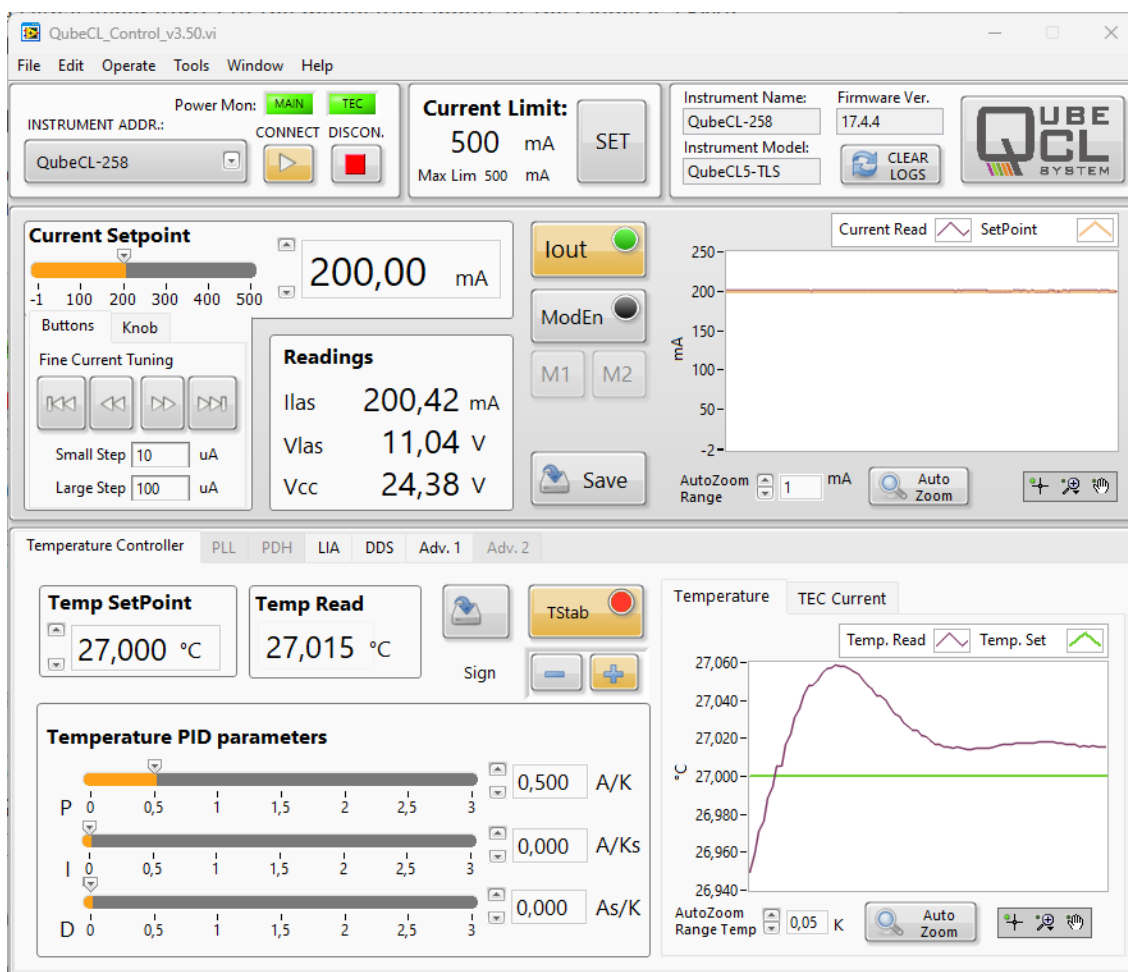 QubeCL_Control_v3.50.vi
File Edit Operate Tools Window Help
Power Mon: MAIN TEC
INSTRUMENT ADDR.:
CONNECT DISCON.
QubeCL-258
Current Limit:
500 mA
SET
Max Lim 500 mA
Instrument Name:
QubeCL-258
Instrument Model:
QubeCL5-TLS
Firmware Ver.
17.4.4
CLEAR
LOGS
QUBE
CL
SYSTEM
Current Setpoint
200,00 mA
-1 100 200 300 400 500
Buttons Knob
Fine Current Tuning
Small Step 10 uA
Large Step 100 uA
Readings
Ilas 200,42 mA
Vlas 11,04 V
Vcc 24,38 V
Iout
ModEn
M1 M2
Save
Current Read SetPoint
250
200
150
100
50
-2
mA
AutoZoom
Range
1 mA
Auto
Zoom
Temperature Controller PLL PDH LIA DDS Adv. 1 Adv. 2
Temp SetPoint
27,000 °C
Temp Read
27,015 °C
Sign
TStab
Temperature PID parameters
P 0 0,5 1 1,5 2 2,5 3 0,500 A/K
I 0 0,5 1 1,5 2 2,5 3 0,000 A/Ks
D 0 0,5 1 1,5 2 2,5 3 0,000 As/K
Temperature TEC Current
Temp. Read Temp. Set
27,060
27,040
27,020
27,000
26,980
26,960
26,940
°C
AutoZoom
Range Temp
0,05 K
Auto
Zoom